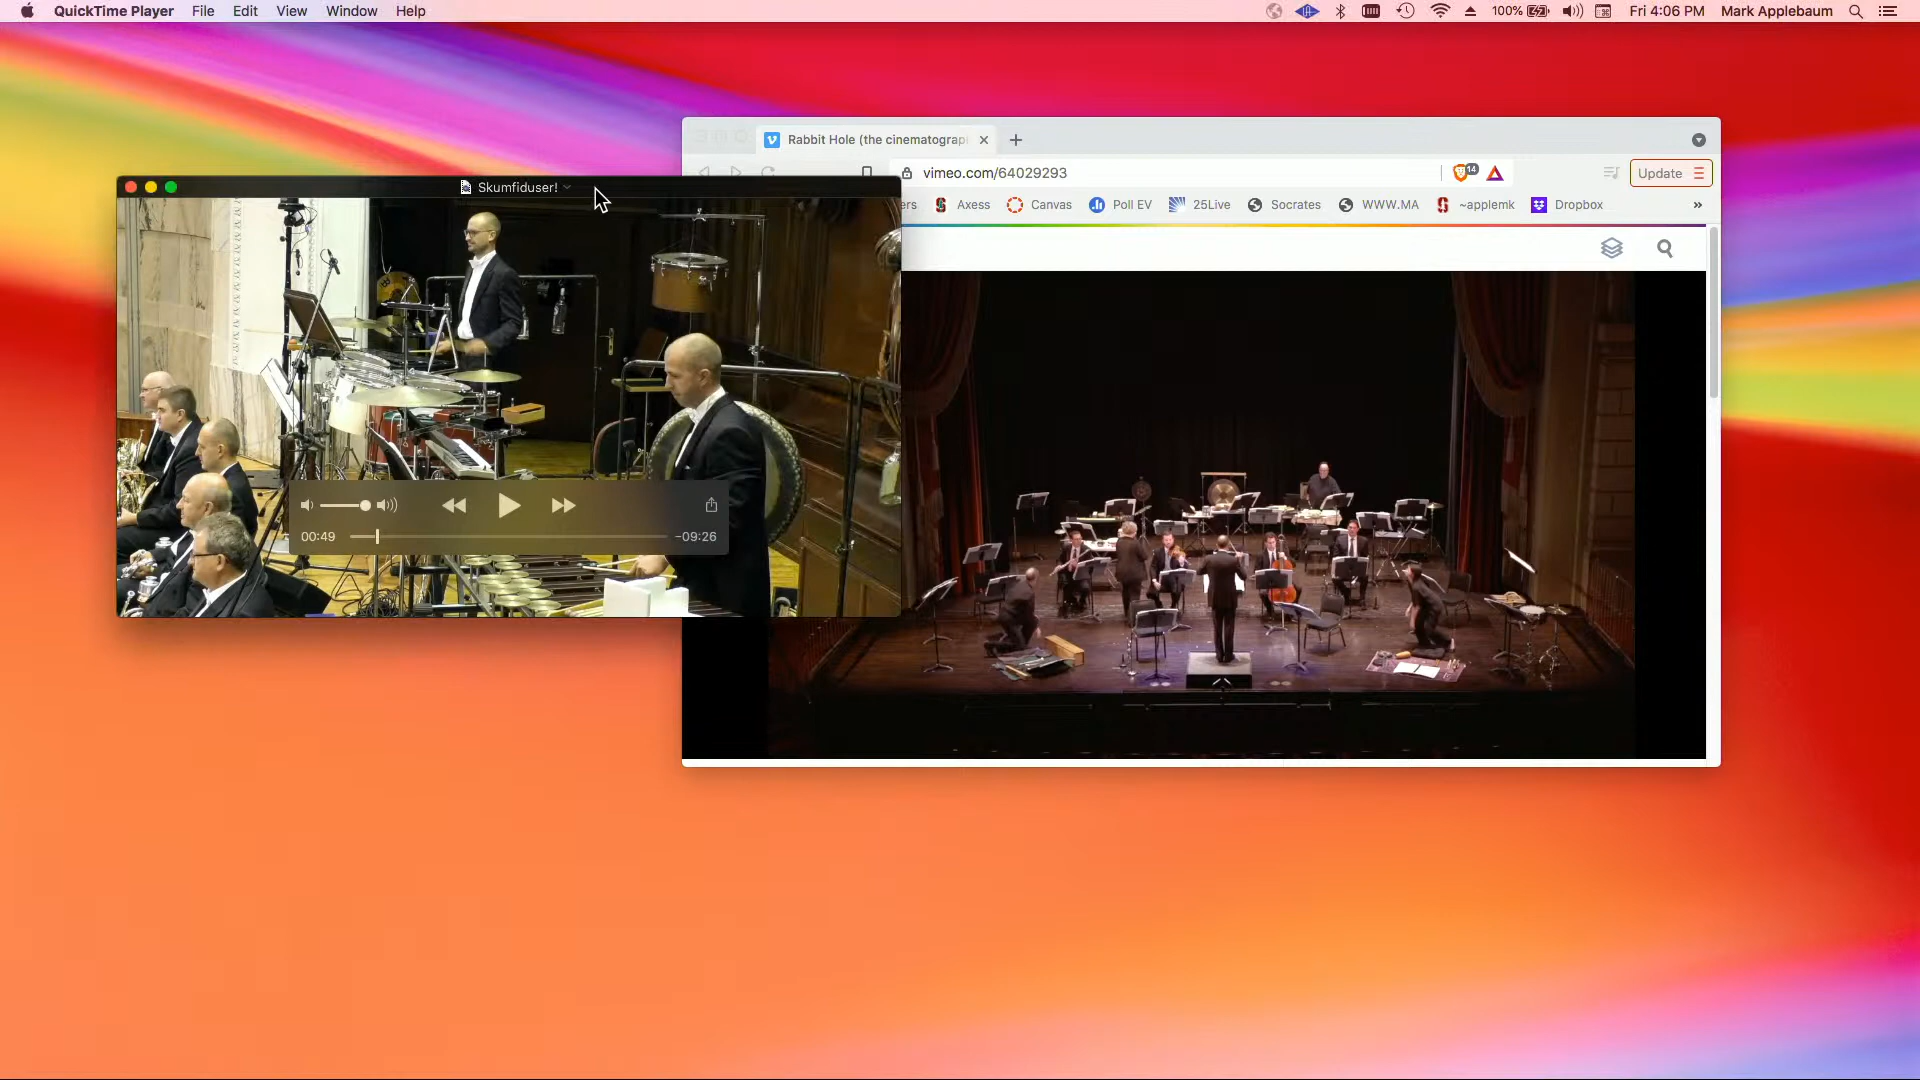 QuickTime Player File Edit View Window Help 100% Fri 4:06 PM Mark Applebaum
Rabbit Hole (the cinematograp
vimeo.com/64029293 14 Update
ers Axess Canvas Poll EV 25Live Socrates WWW.MA ~applemk Dropbox »
Skumfiduser!
00:49 -09:26